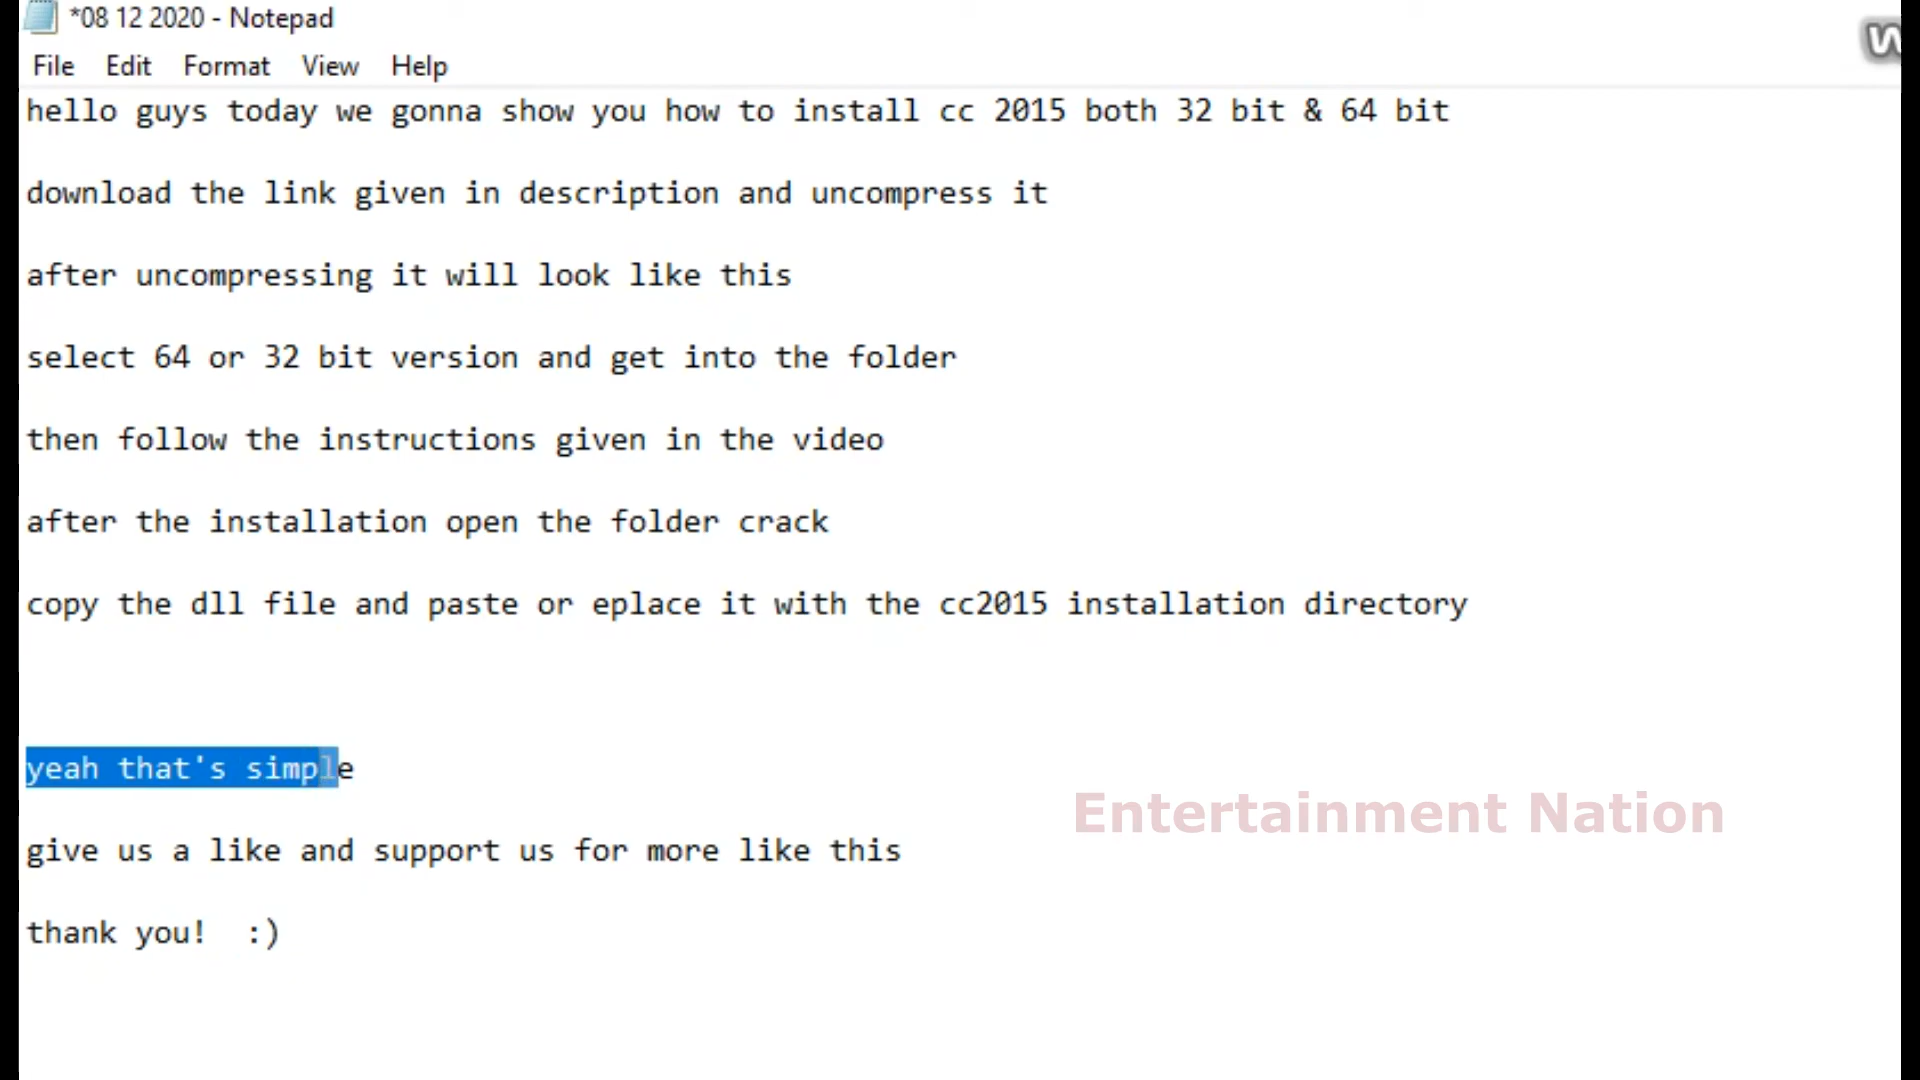 *08 12 2020 - Notepad
File Edit Format View Help
hello guys today we gonna show you how to install cc 2015 both 32 bit & 64 bit
download the link given in description and uncompress it
after uncompressing it will look like this
select 64 or 32 bit version and get into the folder
then follow the instructions given in the video
after the installation open the folder crack
copy the dll file and paste or eplace it with the cc2015 installation directory
yeah that's simple
Entertainment Nation
give us a like and support us for more like this
thank you!  :)